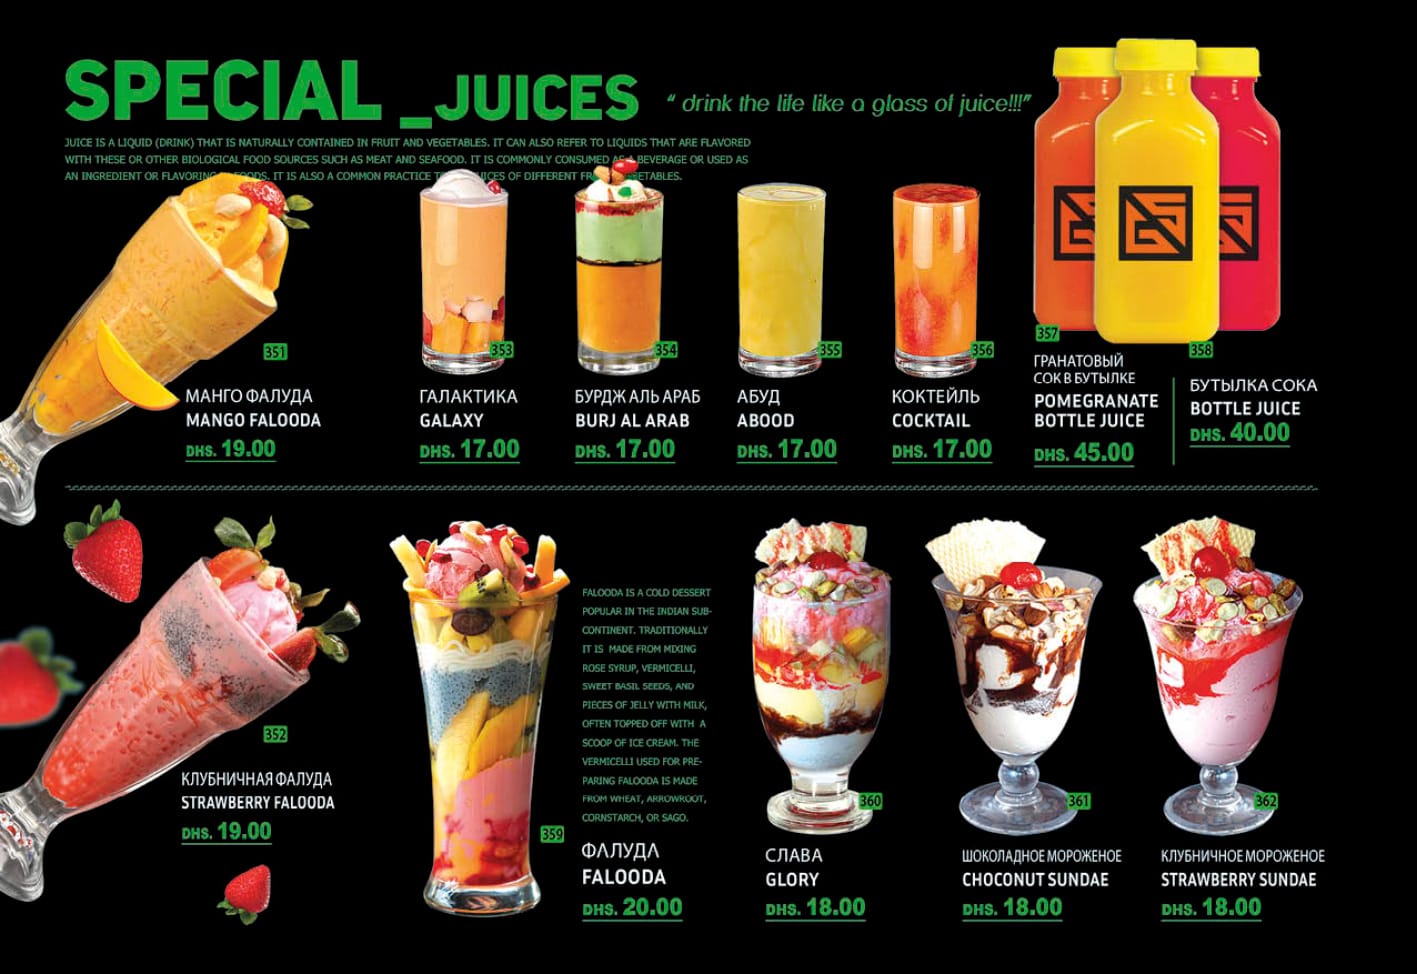 SPECIAL _JUICES
“ drink the life like a glass of juice!!!”
JUICE IS A LIQUID (DRINK) THAT IS NATURALLY CONTAINED IN FRUIT AND VEGETABLES. IT CAN ALSO REFER TO LIQUIDS THAT ARE FLAVORED
WITH THESE OR OTHER BIOLOGICAL FOOD SOURCES SUCH AS MEAT AND SEAFOOD. IT IS COMMONLY CONSUMED AS A BEVERAGE OR USED AS
AN INGREDIENT OR FLAVORING FOODS. IT IS ALSO A COMMON PRACTICE JUICES OF DIFFERENT
351
МАНГО ФАЛУДА
MANGO FALOODA
DHS. 19.00
353
ГАЛАКТИКА
GALAXY
DHS. 17.00
354
БУРДЖ АЛЬ АРАБ
BURJ AL ARAB
DHS. 17.00
355
АБУД
ABOOD
DHS. 17.00
356
КОКТЕЙЛЬ
COCKTAIL
DHS. 17.00
357
ГРАНАТОВЫЙ
СОК В БУТЫЛКЕ
POMEGRANATE
BOTTLE JUICE
DHS. 45.00
358
БУТЫЛКА СОКА
BOTTLE JUICE
DHS. 40.00
352
КЛУБНИЧНАЯ ФАЛУДА
STRAWBERRY FALOODA
DHS. 19.00
FALOODA IS A COLD DESSERT
POPULAR IN THE INDIAN SUB-
CONTINENT. TRADITIONALLY
IT IS MADE FROM MIXING
ROSE SYRUP, VERMICELLI,
SWEET BASIL SEEDS, AND
PIECES OF JELLY WITH MILK,
OFTEN TOPPED OFF WITH A
SCOOP OF ICE CREAM. THE
VERMICELLI USED FOR PRE-
PARING FALOODA IS MADE
FROM WHEAT, ARROWROOT,
CORNSTARCH, OR SAGO.
359
ФАЛУДА
FALOODA
DHS. 20.00
360
СЛАВА
GLORY
DHS. 18.00
361
ШОКОЛАДНОЕ МОРОЖЕНОЕ
CHOCONUT SUNDAE
DHS. 18.00
362
КЛУБНИЧНОЕ МОРОЖЕНОЕ
STRAWBERRY SUNDAE
DHS. 18.00